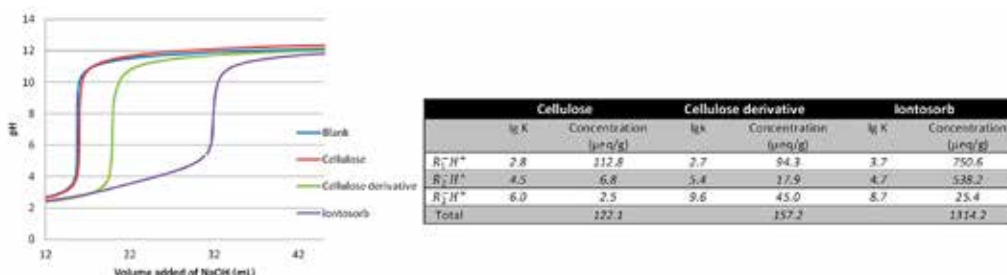 14
12
10
8
6
4
2
0
pH
12 22 32 42
Volume added of NaOH (mL)
Blank
Cellulose
Cellulose derivative
Iontosorb
Cellulose Cellulose derivative Iontosorb
lg K Concentration (µeq/g) lgk Concentration (µeq/g) lg K Concentration (µeq/g)
R₁⁻H⁺ 2.8 112.8 2.7 94.3 3.7 750.6
R₂⁻H⁺ 4.5 6.8 5.4 17.9 4.7 538.2
R₃⁻H⁺ 6.0 2.5 9.6 45.0 8.7 25.4
Total 122.1 157.2 1314.2